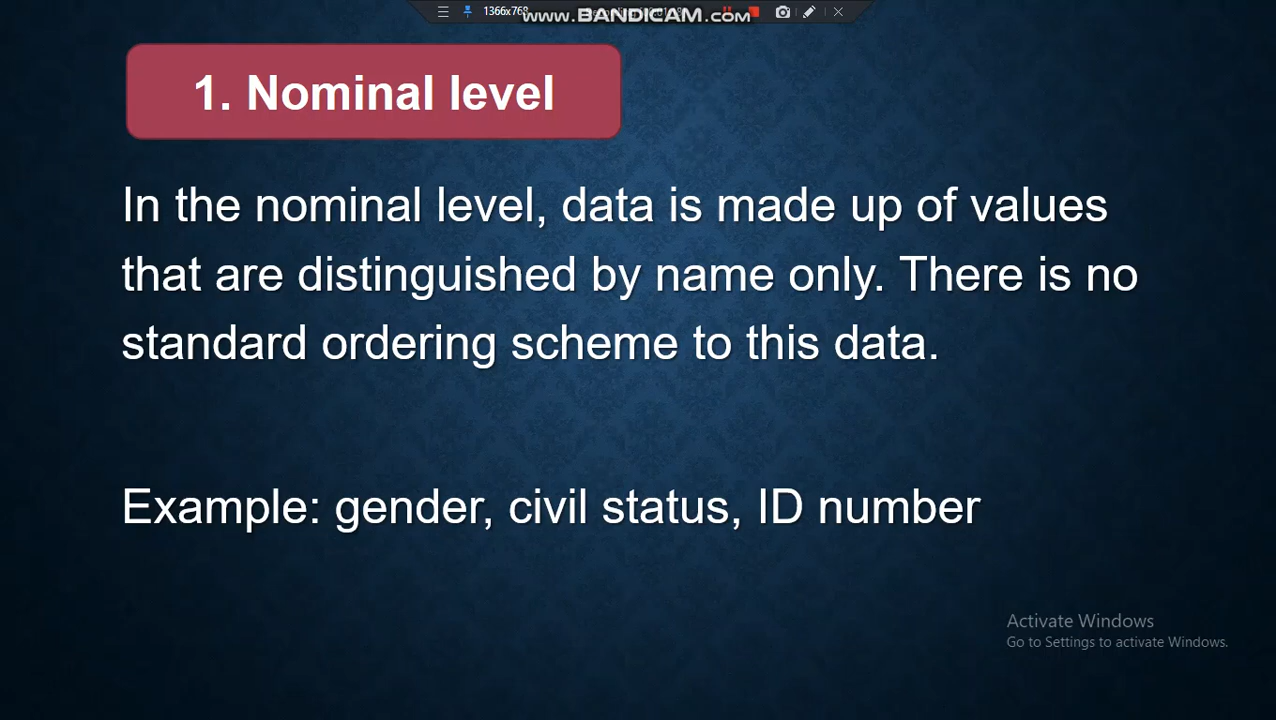 1366x768
www.BANDICAM.com
1. Nominal level
In the nominal level, data is made up of values
that are distinguished by name only. There is no
standard ordering scheme to this data.
Example: gender, civil status, ID number
Activate Windows
Go to Settings to activate Windows.